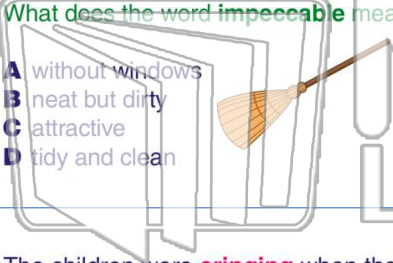 What does the word impeccable mea
A without windows
B neat but dirty
C attractive
D tidy and clean
The children were cringing when the